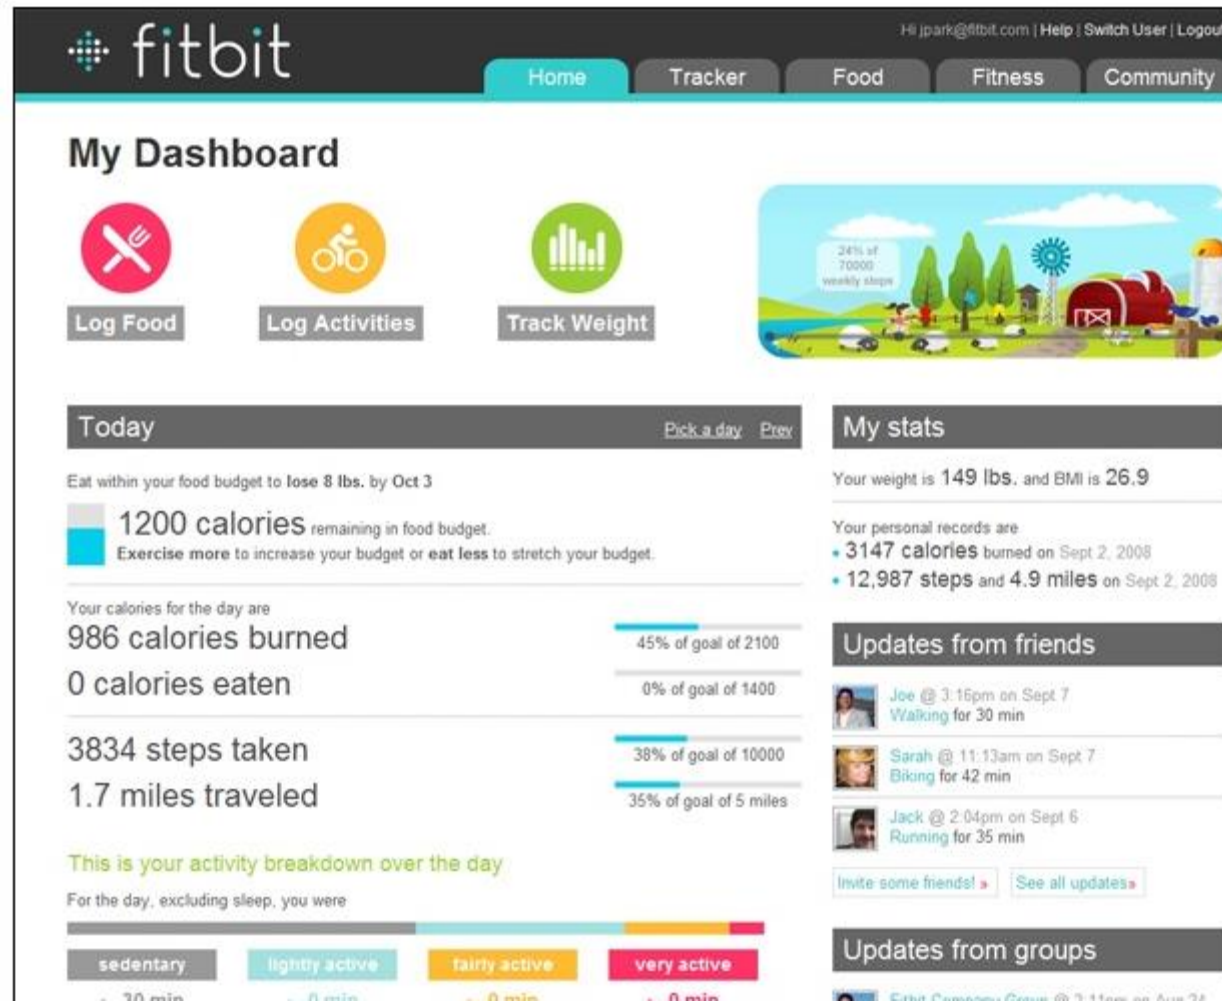 fitbit
Hi jpark@fitbit.com | Help | Switch User | Logout
Home Tracker Food Fitness Community
My Dashboard
Log Food Log Activities Track Weight
24% of
70000
weekly steps
Today Pick a day Prev
Eat within your food budget to lose 8 lbs. by Oct 3
1200 calories remaining in food budget.
Exercise more to increase your budget or eat less to stretch your budget.
Your calories for the day are
986 calories burned 45% of goal of 2100
0 calories eaten 0% of goal of 1400
3834 steps taken 38% of goal of 10000
1.7 miles traveled 35% of goal of 5 miles
This is your activity breakdown over the day
For the day, excluding sleep, you were
sedentary lightly active fairly active very active
30 min 0 min 0 min 0 min
My stats
Your weight is 149 lbs. and BMI is 26.9
Your personal records are
• 3147 calories burned on Sept 2, 2008
• 12,987 steps and 4.9 miles on Sept 2, 2008
Updates from friends
Joe @ 3:16pm on Sept 7
Walking for 30 min
Sarah @ 11:13am on Sept 7
Biking for 42 min
Jack @ 2:04pm on Sept 6
Running for 35 min
Invite some friends! » See all updates»
Updates from groups
Fitbit Company Group @ 2:11pm on Aug 24